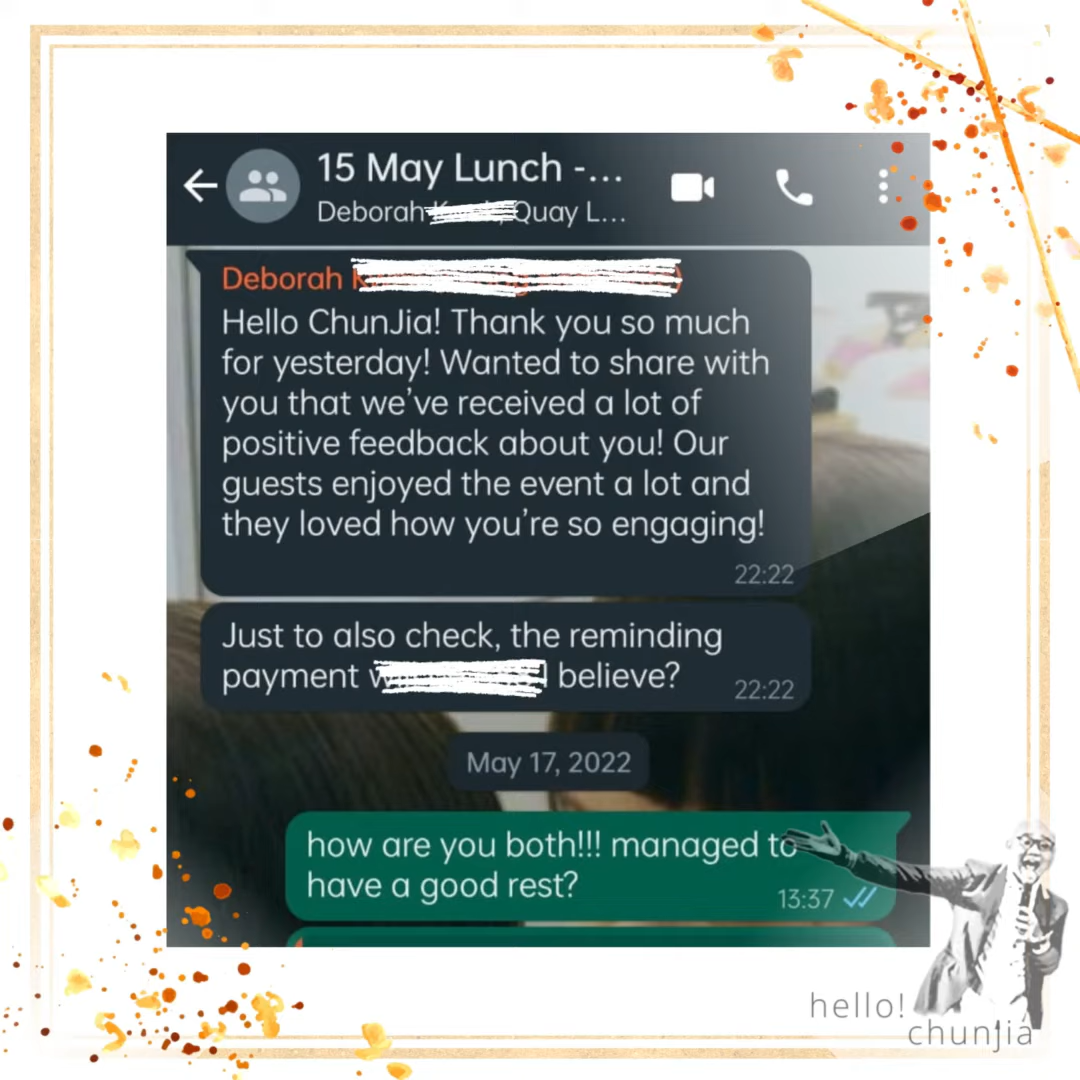 15 May Lunch -...
Deborah Quay L...
Deborah
Hello ChunJia! Thank you so much
for yesterday! Wanted to share with
you that we've received a lot of
positive feedback about you! Our
guests enjoyed the event a lot and
they loved how you're so engaging!
22:22
Just to also check, the reminding
payment believe?
22:22
May 17, 2022
how are you both!!! managed to
have a good rest?
13:37
hello!
chunjia